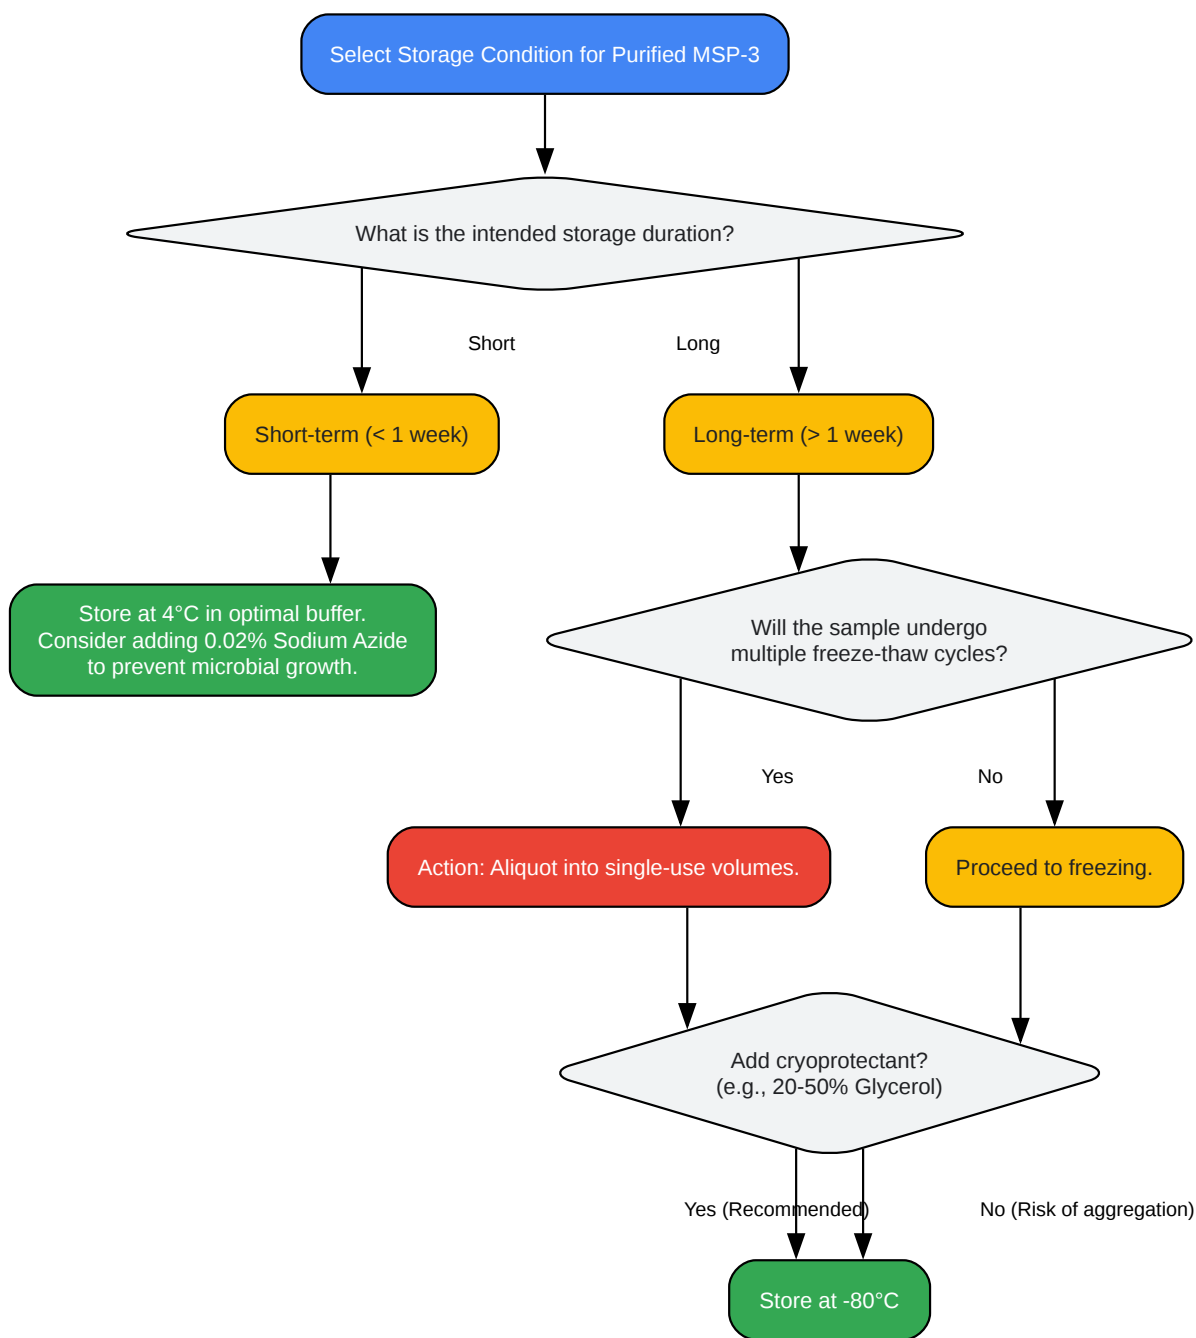 Select Storage Condition for Purified MSP-3
What is the intended storage duration?
Short
Long
Short-term (< 1 week)
Long-term (> 1 week)
Store at 4°C in optimal buffer.
Consider adding 0.02% Sodium Azide
to prevent microbial growth.
Will the sample undergo
multiple freeze-thaw cycles?
Yes
No
Action: Aliquot into single-use volumes.
Proceed to freezing.
Add cryoprotectant?
(e.g., 20-50% Glycerol)
Yes (Recommended)
No (Risk of aggregation)
Store at -80°C